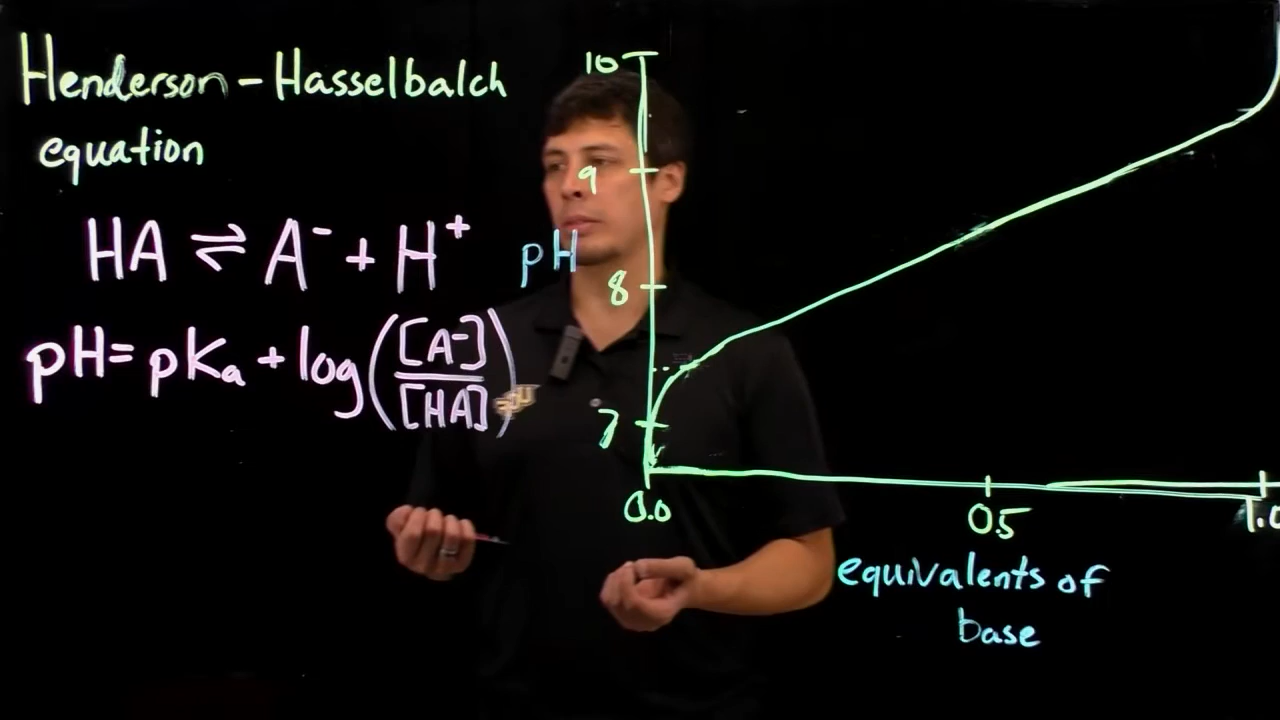 Henderson-Hasselbalch
equation
HA ⇌ A⁻ + H⁺
pH = pKa + log([A⁻]/[HA])
10
9
pH
8
7
0.0
0.5
1.0
equivalents of
base